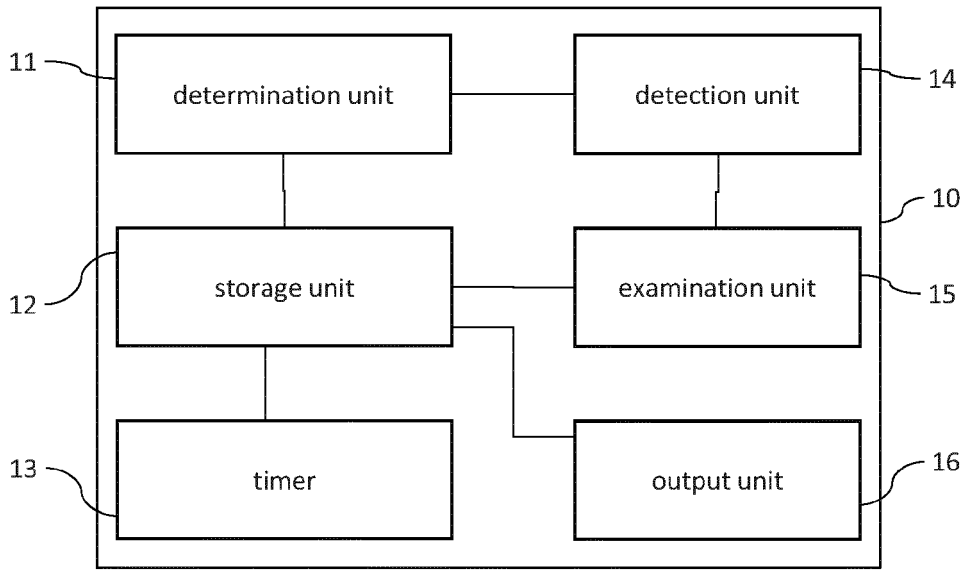 11
determination unit
detection unit
14
10
12
storage unit
examination unit
15
13
timer
output unit
16